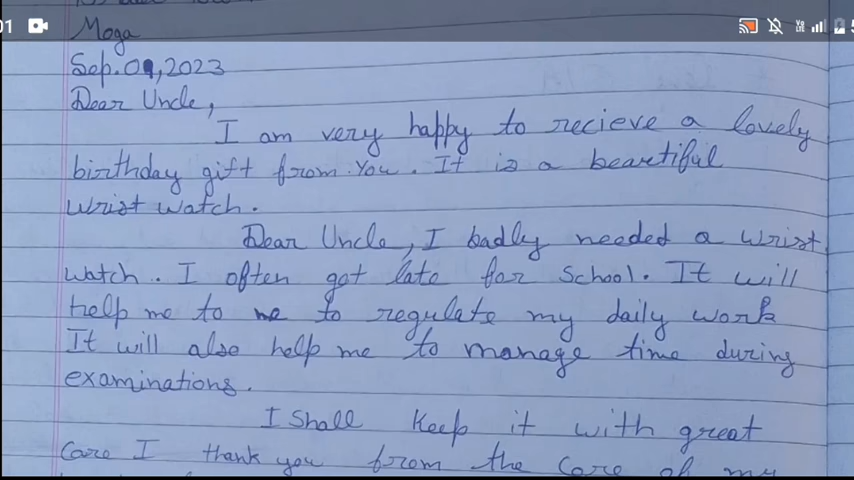 01
Moga
Sep. 09, 2023
Dear Uncle,
I am very happy to recieve a lovely
birthday gift from you. It is a beautiful
wrist watch.
Dear Uncle, I badly needed a wrist
watch. I often got late for School. It will
help me to me to regulate my daily work
It will also help me to manage time during
examinations.
I Shall keep it with great
care I thank you from the core of my